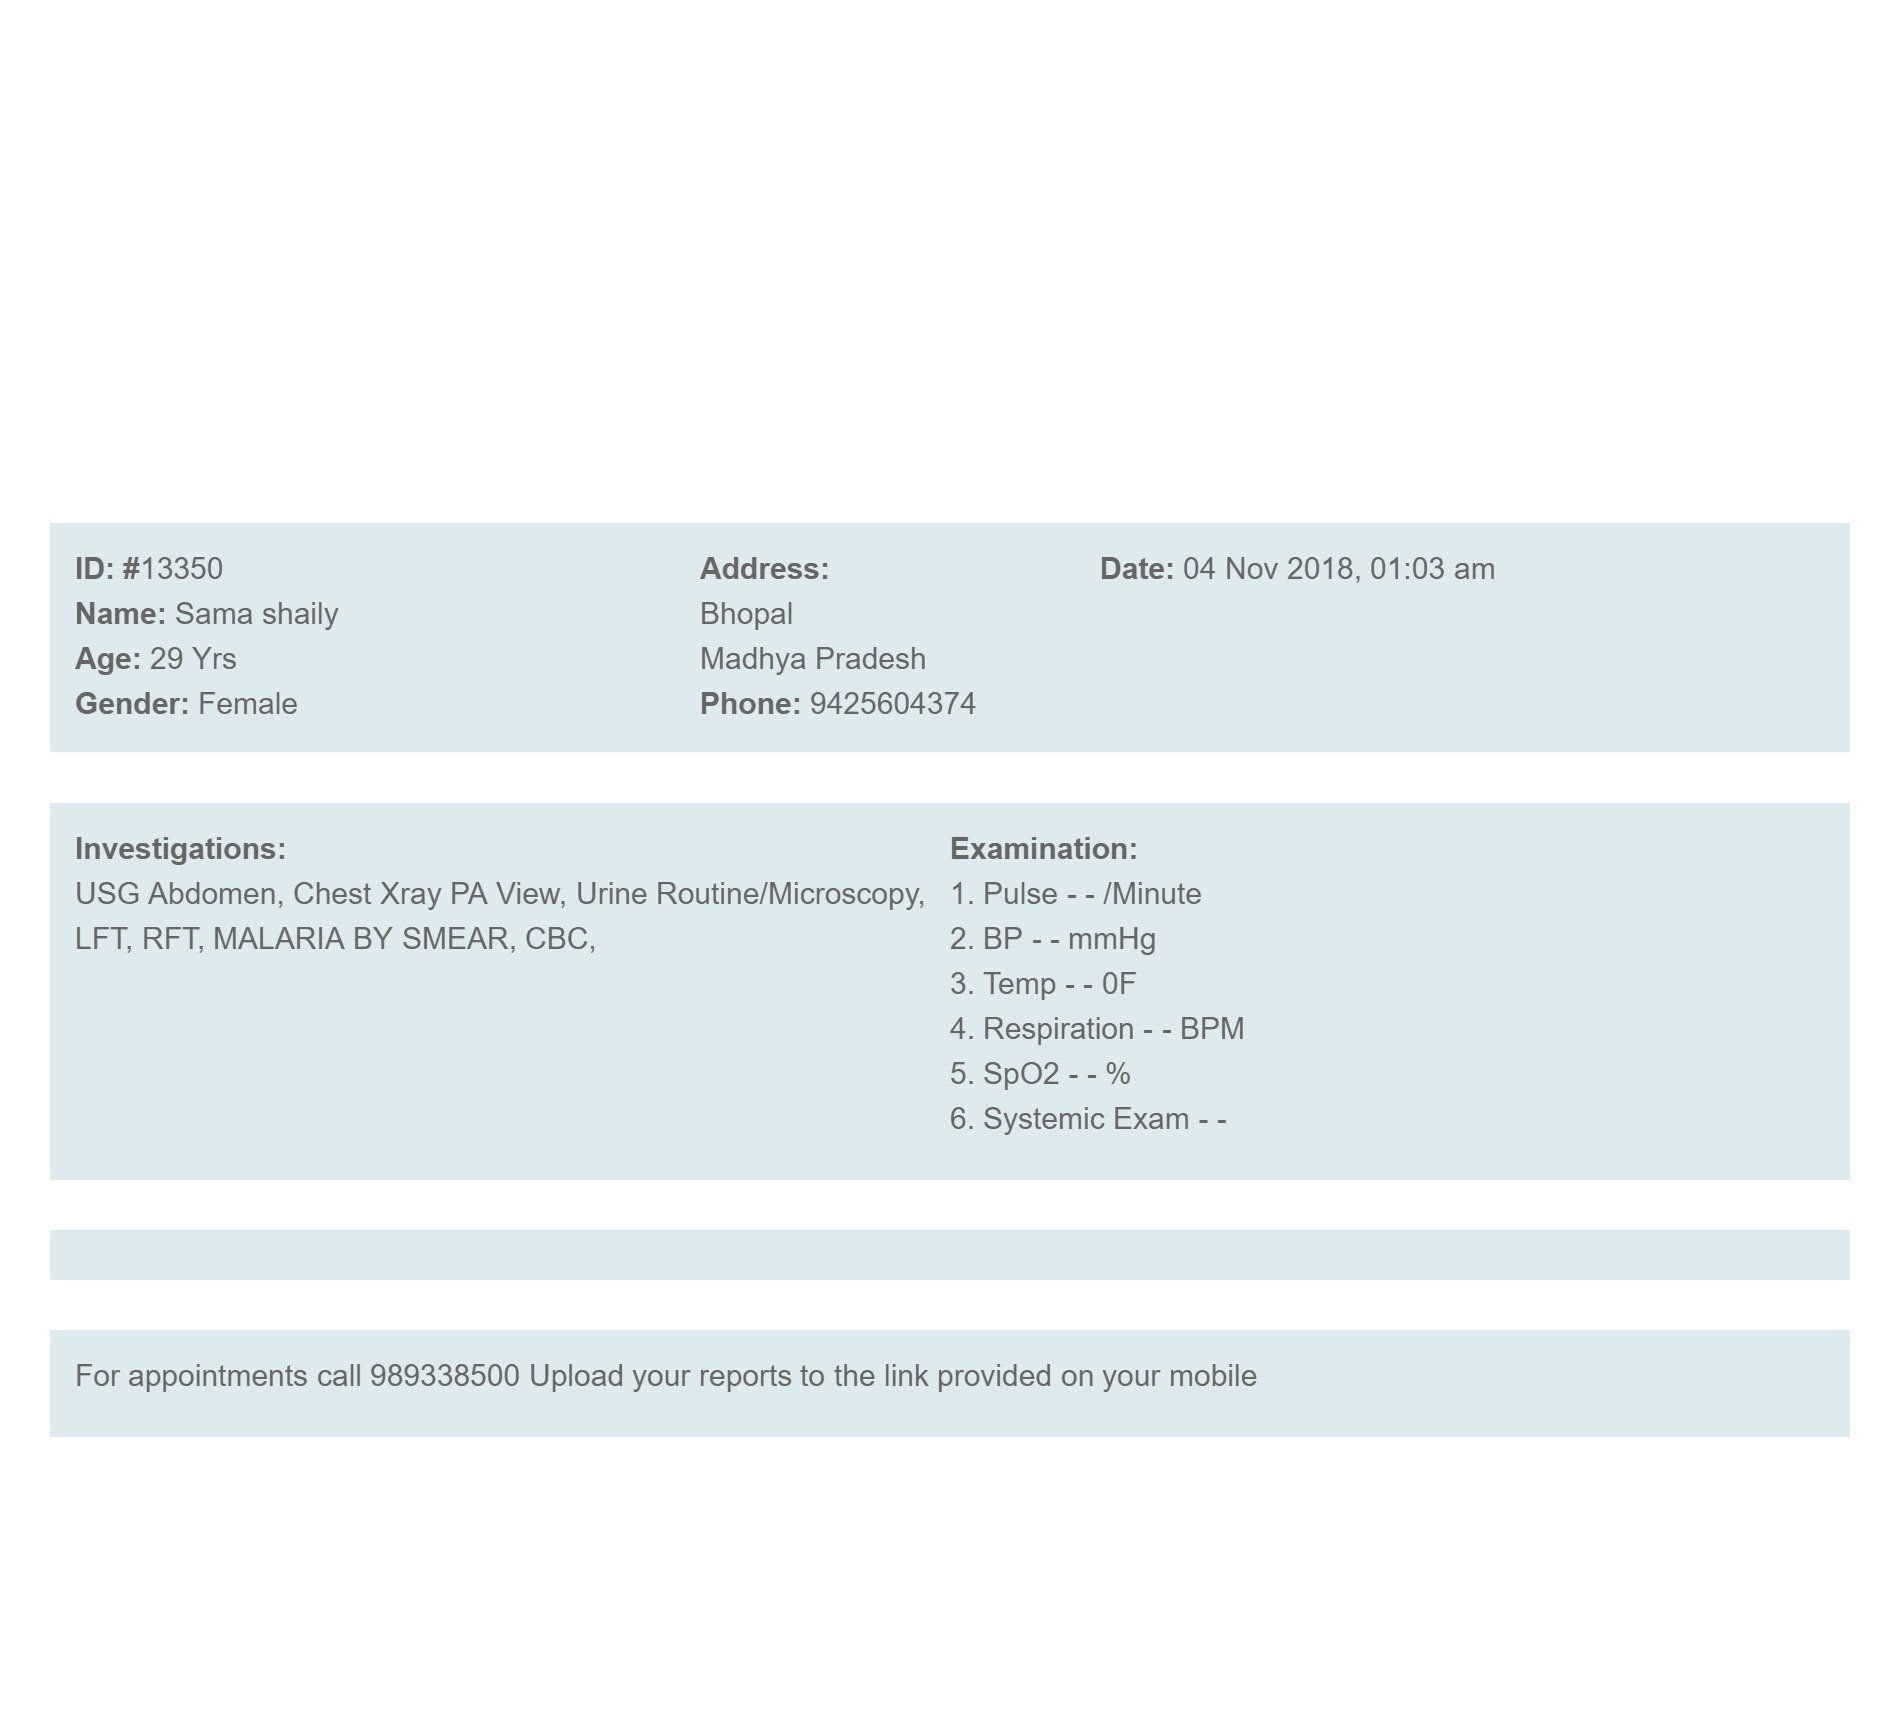 ID: #13350
Name: Sama shaily
Age: 29 Yrs
Gender: Female
Address:
Bhopal
Madhya Pradesh
Phone: 9425604374
Date: 04 Nov 2018, 01:03 am
Investigations:
USG Abdomen, Chest Xray PA View, Urine Routine/Microscopy,
LFT, RFT, MALARIA BY SMEAR, CBC,
Examination:
1. Pulse - - /Minute
2. BP - - mmHg
3. Temp - - 0F
4. Respiration - - BPM
5. SpO2 - - %
6. Systemic Exam - -
For appointments call 989338500 Upload your reports to the link provided on your mobile